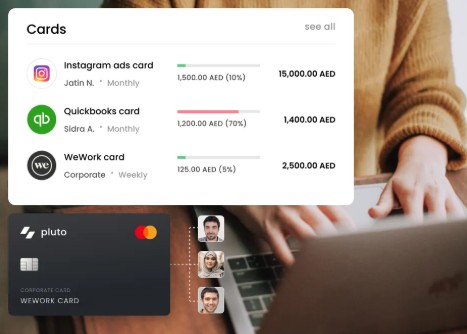 Cards
see all
Instagram ads card
Jatin N. • Monthly
1,500.00 AED (10%)
15,000.00 AED
qb
Quickbooks card
Sidra A. • Monthly
1,200.00 AED (70%)
1,400.00 AED
we
WeWork card
Corporate • Weekly
125.00 AED (5%)
2,500.00 AED
pluto
CORPORATE CARD
WEWORK CARD